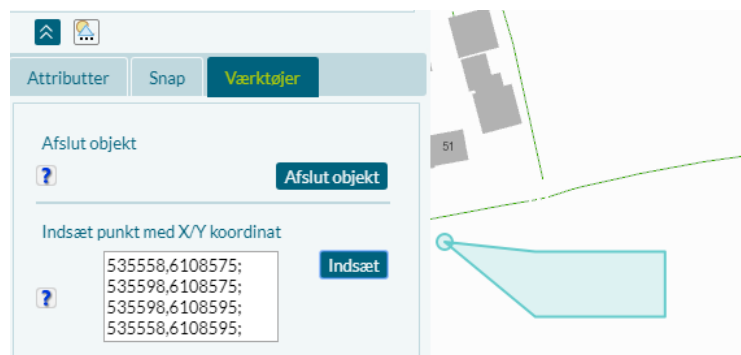 Attributter Snap Værktøjer
Afslut objekt
? Afslut objekt
Indsæt punkt med X/Y koordinat
535558,6108575; Indsæt
535598,6108575;
? 535598,6108595;
535558,6108595;
51